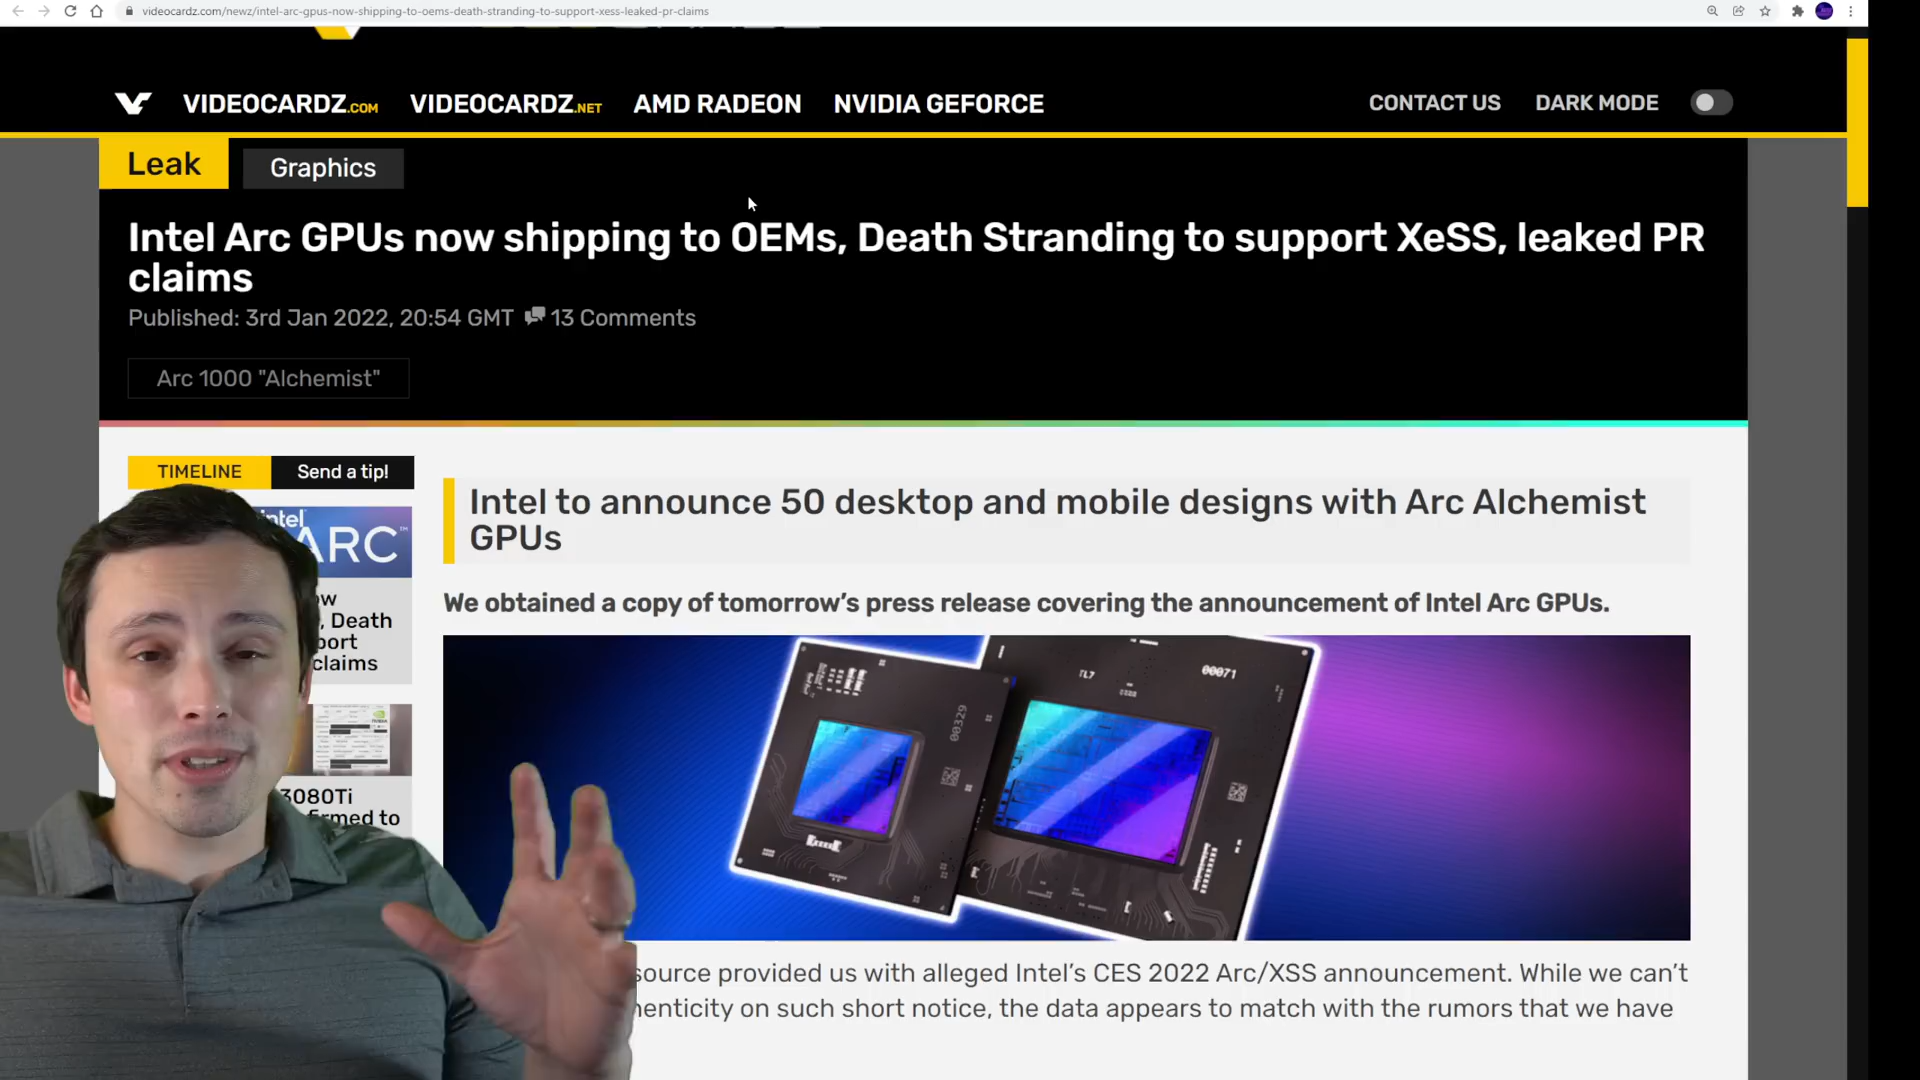 videocardz.com/newz/intel-arc-gpus-now-shipping-to-oems-death-stranding-to-support-xess-leaked-pr-claims
VIDEOCARDZ.COM VIDEOCARDZ.NET AMD RADEON NVIDIA GEFORCE CONTACT US DARK MODE
Leak Graphics
Intel Arc GPUs now shipping to OEMs, Death Stranding to support XeSS, leaked PR
claims
Published: 3rd Jan 2022, 20:54 GMT 13 Comments
Arc 1000 "Alchemist"
TIMELINE Send a tip!
intel
ARC
, Death
claims
3080Ti
Intel to announce 50 desktop and mobile designs with Arc Alchemist
GPUs
We obtained a copy of tomorrow's press release covering the announcement of Intel Arc GPUs.
00329
00071
source provided us with alleged Intel's CES 2022 Arc/XSS announcement. While we can't
on such short notice, the data appears to match with the rumors that we have